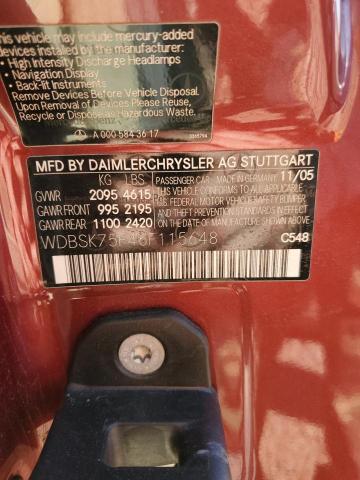 This vehicle may include mercury-added
devices installed by the manufacturer:
• High Intensity Discharge Headlamps
• Navigation Display
• Back-lit Instruments
Remove Devices Before Vehicle Disposal.
Upon Removal of Devices Please Reuse,
Recycle or Dispose as Hazardous Waste.
A 000 584 36 17
MFD BY DAIMLERCHRYSLER AG STUTTGART
KG LBS PASSENGER CAR MADE IN GERMANY 11/05
GVWR 2095 4615 THIS VEHICLE CONFORMS TO ALL APPLICABLE
GAWR FRONT 995 2195 U.S. FEDERAL MOTOR VEHICLE SAFETY, BUMPER
GAWR REAR 1100 2420 AND THEFT PREVENTION STANDARDS IN EFFECT ON THE DATE OF MANUFACTURE SHOWN ABOVE
WDBSK75F46F115648 C548